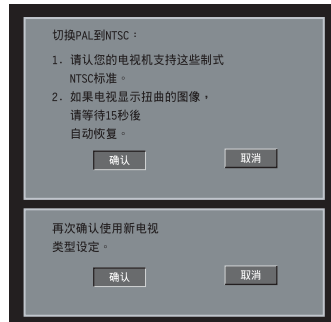 切换PAL到NTSC：
1. 请认您的电视机支持这些制式
NTSC标准。
2. 如果电视显示扭曲的图像，
请等待15秒後
自动恢复。
确认 取消
再次确认使用新电视
类型设定。
确认 取消